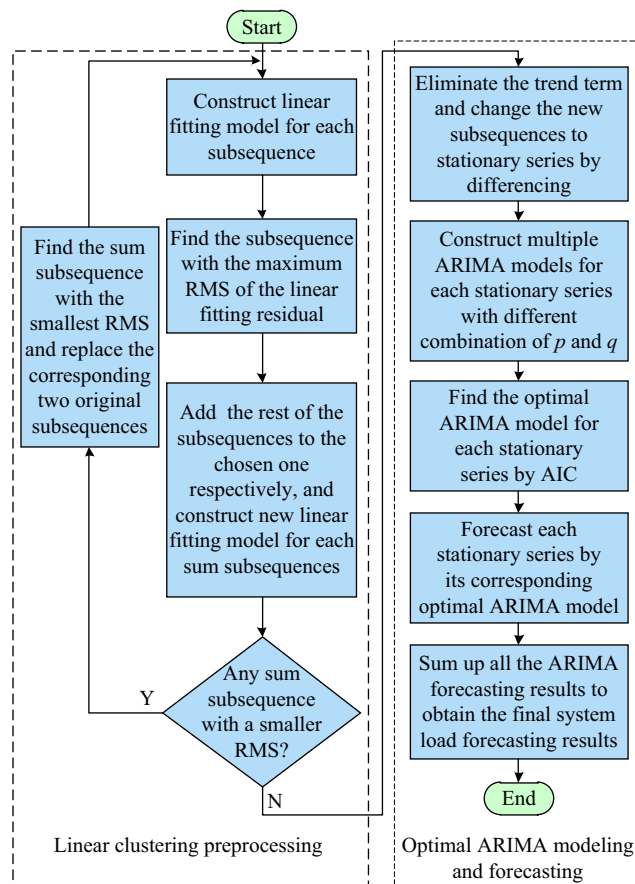 Start
Construct linear
fitting model for each
subsequence
Find the subsequence
with the maximum
RMS of the linear
fitting residual
Add the rest of the
subsequences to the
chosen one
respectively, and
construct new linear
fitting model for each
sum subsequences
Any sum
subsequence
with a smaller
RMS?
Y
N
Find the sum
subsequence
with the
smallest RMS
and replace the
corresponding
two original
subsequences
Linear clustering preprocessing
Eliminate the trend term
and change the new
subsequences to
stationary series by
differencing
Construct multiple
ARIMA models for
each stationary series
with different
combination of p and q
Find the optimal
ARIMA model for
each stationary
series by AIC
Forecast each
stationary series by
its corresponding
optimal ARIMA model
Sum up all the ARIMA
forecasting results to
obtain the final system
load forecasting results
End
Optimal ARIMA modeling
and forecasting